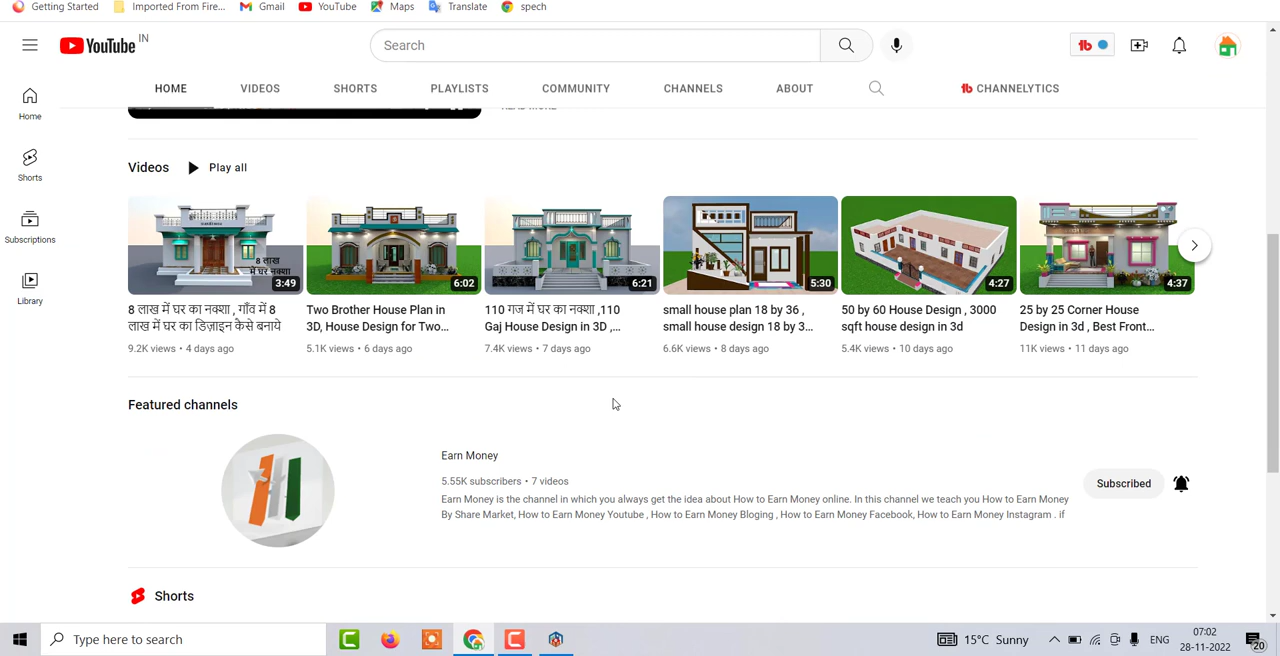 Getting Started
Imported From Fire...
Gmail
YouTube
Maps
Translate
spech
YouTube IN
Search
HOME
VIDEOS
SHORTS
PLAYLISTS
COMMUNITY
CHANNELS
ABOUT
CHANNELYTICS
Home
Shorts
Subscriptions
Library
Videos
Play all
8 लाख
में घर नक्शा
3:49
6:02
6:21
5:30
4:27
4:37
8 लाख में घर का नक्शा , गाँव में 8
लाख में घर का डिज़ाइन कैसे बनाये
9.2K views • 4 days ago
Two Brother House Plan in
3D, House Design for Two...
5.1K views • 6 days ago
110 गज में घर का नक्शा ,110
Gaj House Design in 3D ,...
7.4K views • 7 days ago
small house plan 18 by 36 ,
small house design 18 by 3...
6.6K views • 8 days ago
50 by 60 House Design , 3000
sqft house design in 3d
5.4K views • 10 days ago
25 by 25 Corner House
Design in 3d , Best Front...
11K views • 11 days ago
Featured channels
Earn Money
5.55K subscribers • 7 videos
Earn Money is the channel in which you always get the idea about How to Earn Money online. In this channel we teach you How to Earn Money
By Share Market, How to Earn Money Youtube , How to Earn Money Bloging , How to Earn Money Facebook, How to Earn Money Instagram . if
Subscribed
Shorts
Type here to search
15°C Sunny
ENG
07:02
28-11-2022
20